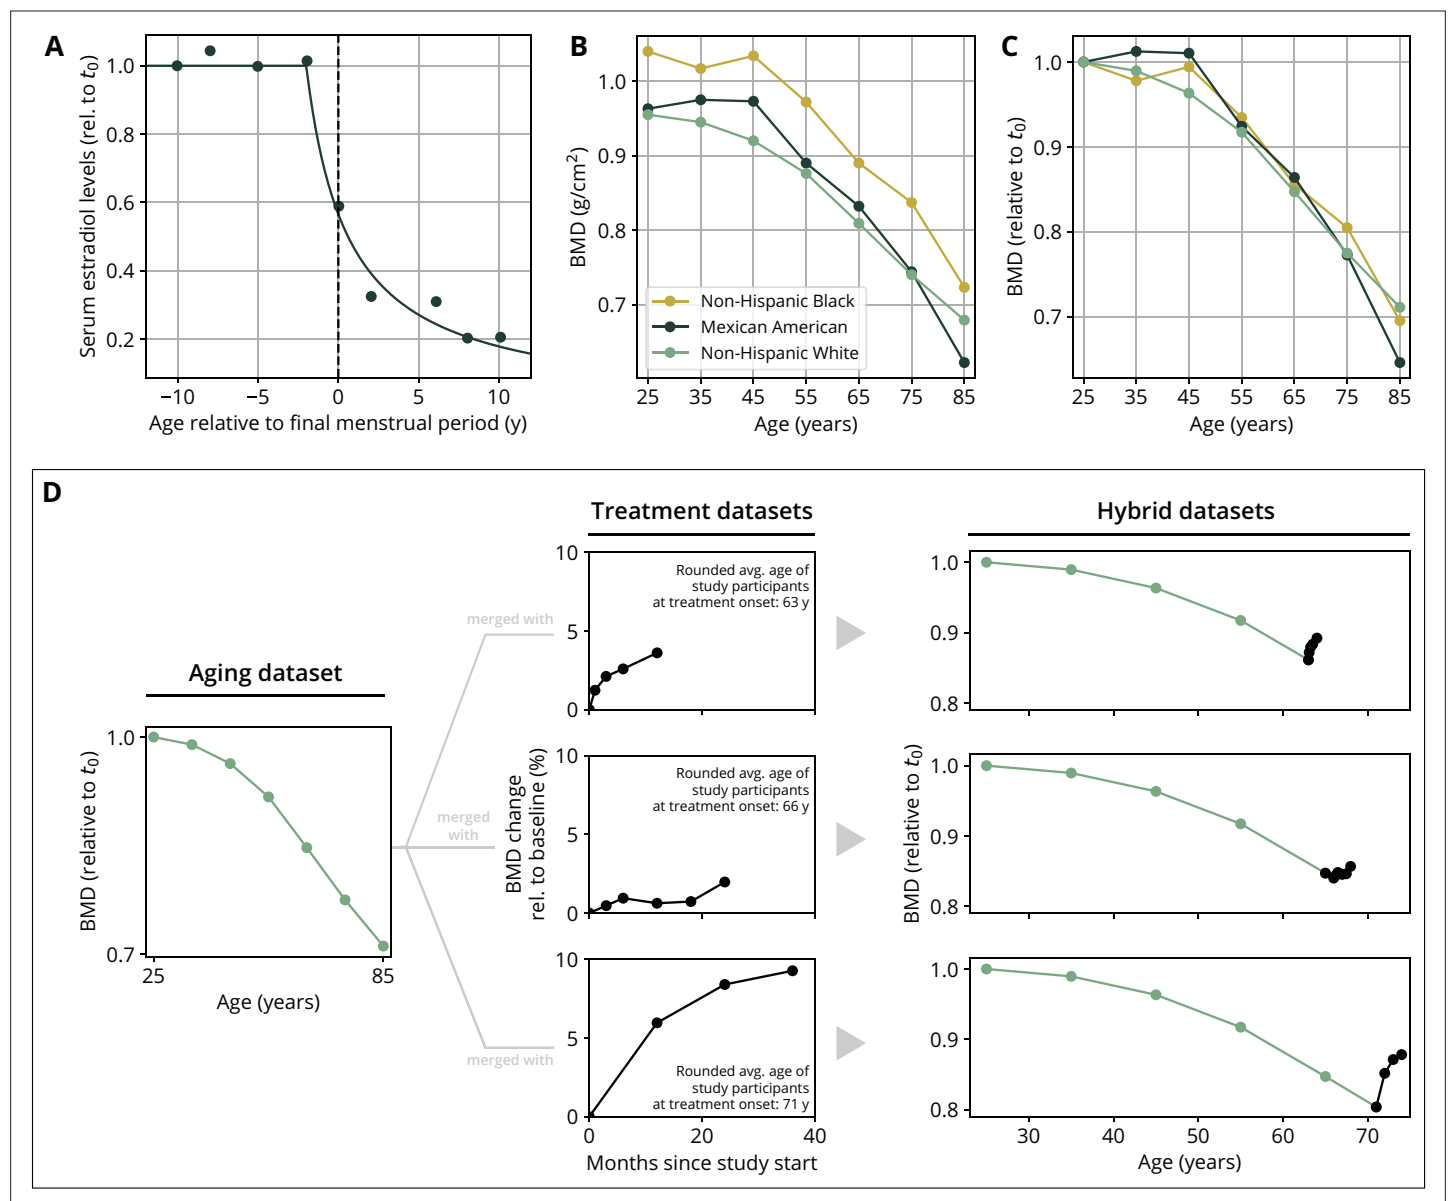 A
Serum estradiol levels (rel. to t0)
1.0
0.8
0.6
0.4
0.2
−10
−5
0
5
10
Age relative to final menstrual period (y)
B
BMD (g/cm2)
1.0
0.9
0.8
0.7
Non-Hispanic Black
Mexican American
Non-Hispanic White
25
35
45
55
65
75
85
Age (years)
C
BMD (relative to t0)
1.0
0.9
0.8
0.7
25
35
45
55
65
75
85
Age (years)
D
Aging dataset
BMD (relative to t0)
1.0
0.7
25
85
Age (years)
merged with
merged
with
merged with
Treatment datasets
BMD change
rel. to baseline (%)
10
5
0
Rounded avg. age of
study participants
at treatment onset: 63 y
10
5
0
Rounded avg. age of
study participants
at treatment onset: 66 y
10
5
0
Rounded avg. age of
study participants
at treatment onset: 71 y
0
20
40
Months since study start
Hybrid datasets
BMD (relative to t0)
1.0
0.9
0.8
1.0
0.9
0.8
1.0
0.9
0.8
30
40
50
60
70
Age (years)